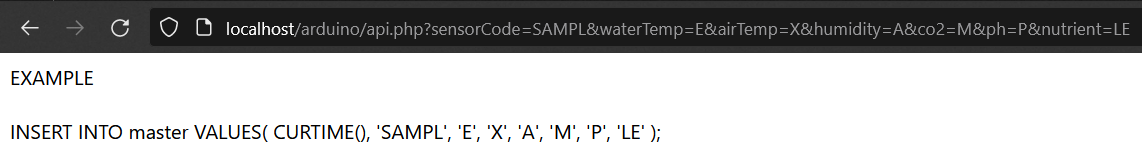 localhost/arduino/api.php?sensorCode=SAMPL&waterTemp=E&airTemp=X&humidity=A&co2=M&ph=P&nutrient=LE
EXAMPLE
INSERT INTO master VALUES( CURTIME(), 'SAMPL', 'E', 'X', 'A', 'M', 'P', 'LE' );